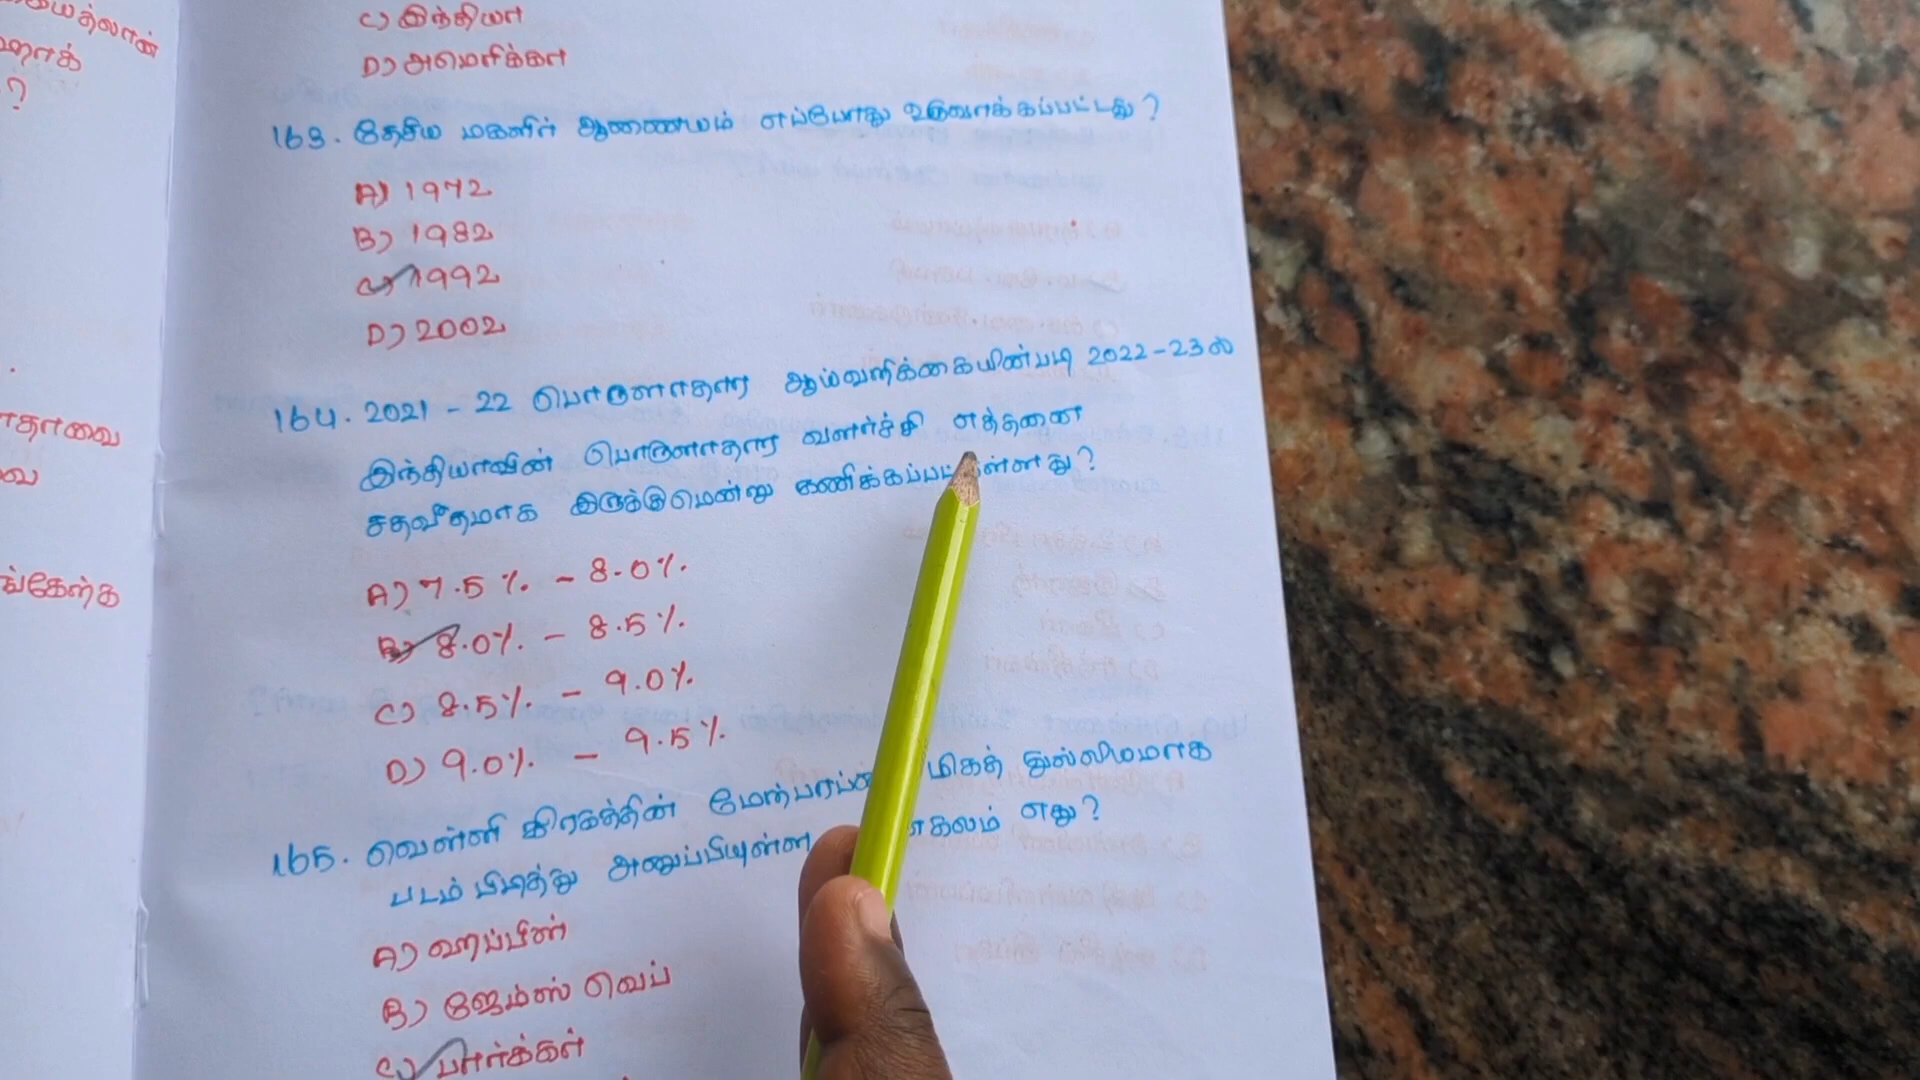 மைத்லான்
ஹாக்
?
தாவை
வை
ங்கேள்க
C) இந்தியா
D) அமெரிக்கா
163. தேசிய மகளிர் ஆணையம் எப்போது உருவாக்கப்பட்டது?
A) 1972
B) 1982
C) 1992
D) 2002
164. 2021 - 22 பொருளாதார ஆய்வறிக்கையின்படி 2022-23ல்
இந்தியாவின் பொருளாதார வளர்ச்சி எத்தனை
சதவீதமாக இருக்குமென்று கணிக்கப்பட்டுள்ளது?
A) 7.5% - 8.0%.
B) 8.0% - 8.5%.
C) 8.5% - 9.0%.
D) 9.0% - 9.5%.
165. வெள்ளி கிரகத்தின் மேற்பரப்பை மிகத் துல்லியமாக
படம் பிடித்து அனுப்பியுள்ள கலம் எது?
A) ஹப்பிள்
B) ஜேம்ஸ் வெப்
C) பார்க்கர்